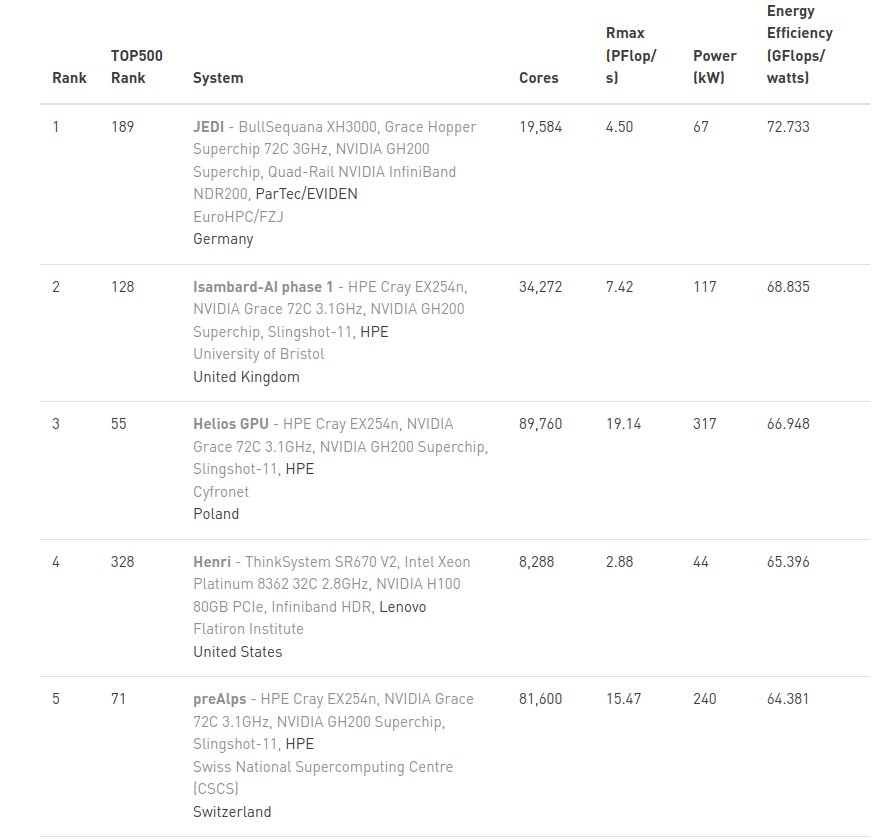 Rank
TOP500 Rank
System
Cores
Rmax (PFlop/s)
Power (kW)
Energy Efficiency (GFlops/watts)
1
189
JEDI - BullSequana XH3000, Grace Hopper
Superchip 72C 3GHz, NVIDIA GH200
Superchip, Quad-Rail NVIDIA InfiniBand
NDR200, ParTec/EVIDEN
EuroHPC/FZJ
Germany
19,584
4.50
67
72.733
2
128
Isambard-AI phase 1 - HPE Cray EX254n,
NVIDIA Grace 72C 3.1GHz, NVIDIA GH200
Superchip, Slingshot-11, HPE
University of Bristol
United Kingdom
34,272
7.42
117
68.835
3
55
Helios GPU - HPE Cray EX254n, NVIDIA
Grace 72C 3.1GHz, NVIDIA GH200 Superchip,
Slingshot-11, HPE
Cyfronet
Poland
89,760
19.14
317
66.948
4
328
Henri - ThinkSystem SR670 V2, Intel Xeon
Platinum 8362 32C 2.8GHz, NVIDIA H100
80GB PCIe, Infiniband HDR, Lenovo
Flatiron Institute
United States
8,288
2.88
44
65.396
5
71
preAlps - HPE Cray EX254n, NVIDIA Grace
72C 3.1GHz, NVIDIA GH200 Superchip,
Slingshot-11, HPE
Swiss National Supercomputing Centre
(CSCS)
Switzerland
81,600
15.47
240
64.381